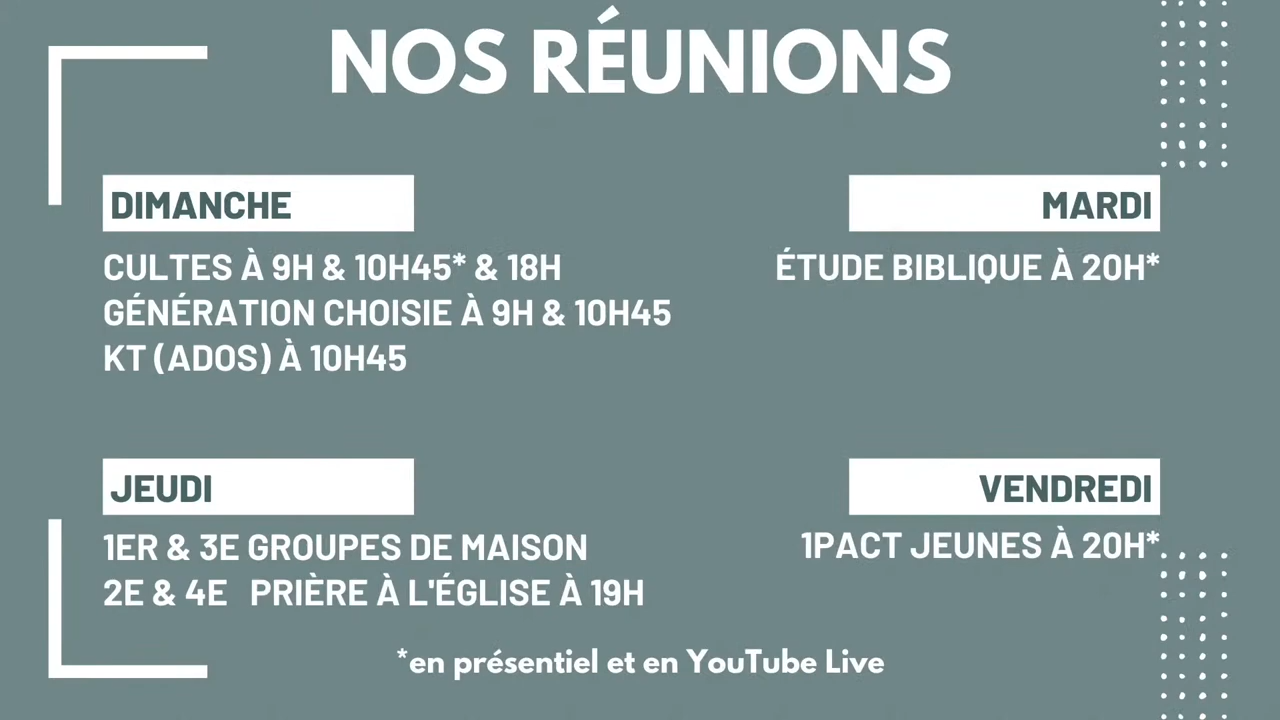 NOS RÉUNIONS
DIMANCHE
CULTES À 9H & 10H45* & 18H
GÉNÉRATION CHOISIE À 9H & 10H45
KT (ADOS) À 10H45
MARDI
ÉTUDE BIBLIQUE À 20H*
JEUDI
1ER & 3E GROUPES DE MAISON
2E & 4E PRIÈRE À L'ÉGLISE À 19H
VENDREDI
1PACT JEUNES À 20H*
*en présentiel et en YouTube Live